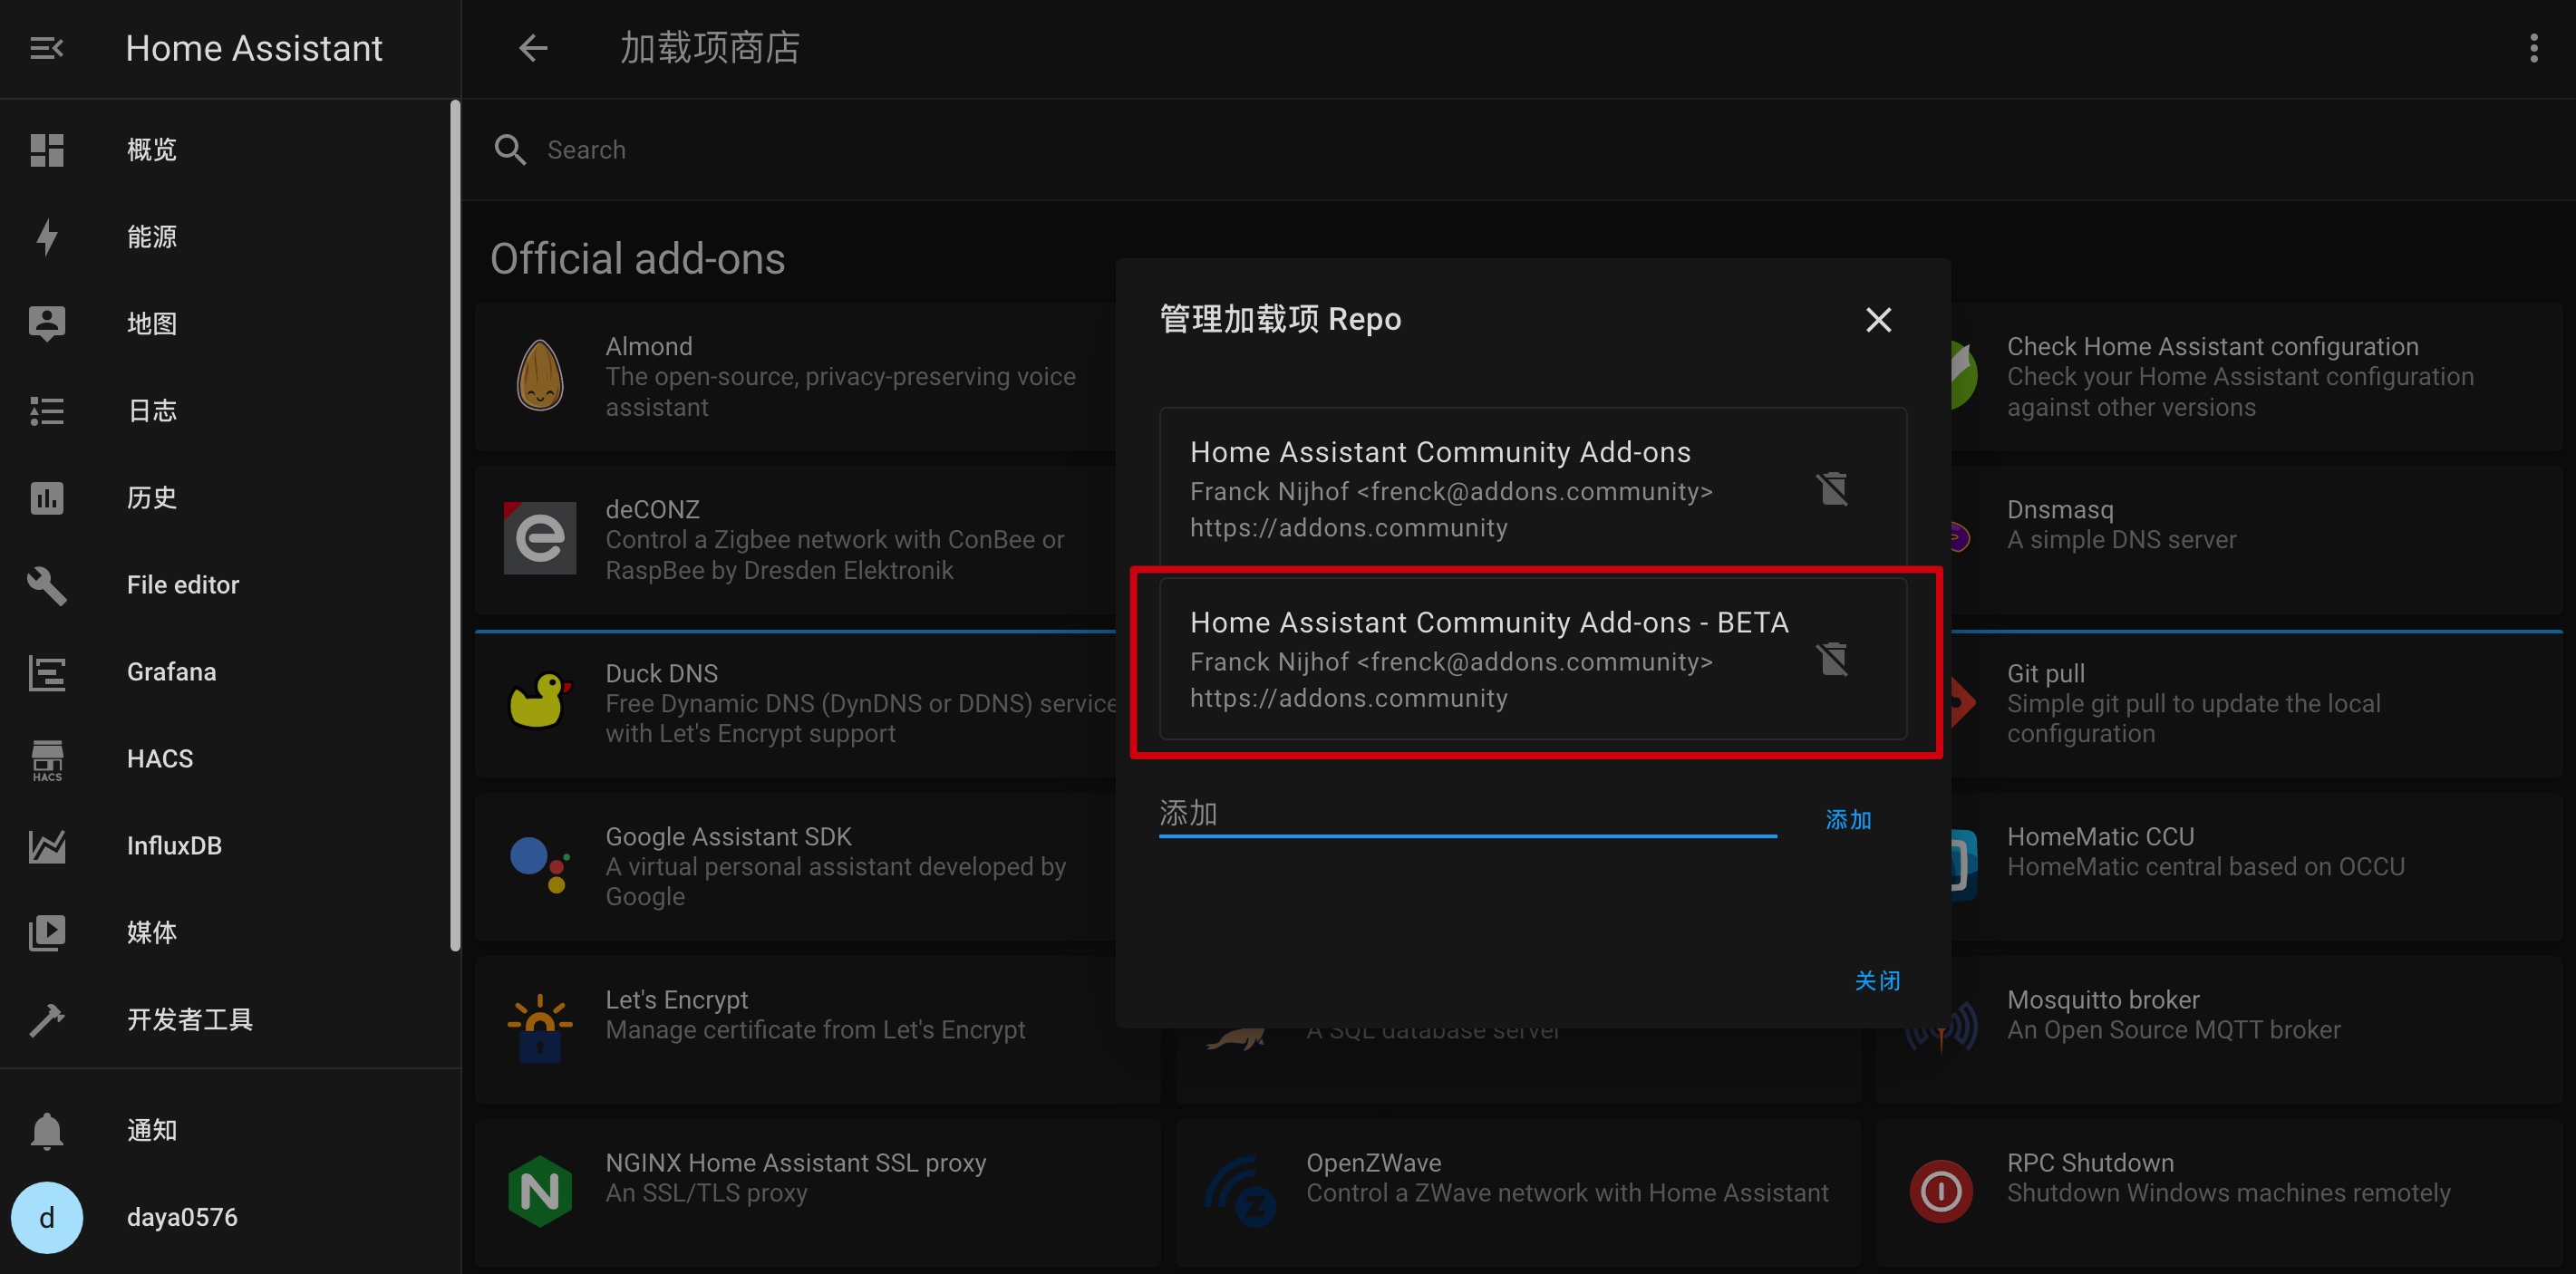 Home Assistant
概览
能源
地图
日志
历史
File editor
Grafana
HACS
HACS
InfluxDB
媒体
开发者工具
通知
d
daya0576
加载项商店
Search
Official add-ons
Almond
The open-source, privacy-preserving voice
assistant
Check Home Assistant configuration
Check your Home Assistant configuration
against other versions
deCONZ
Control a Zigbee network with ConBee or
RaspBee by Dresden Elektronik
Dnsmasq
A simple DNS server
Duck DNS
Free Dynamic DNS (DynDNS or DDNS) service
with Let's Encrypt support
Git pull
Simple git pull to update the local
configuration
Google Assistant SDK
A virtual personal assistant developed by
Google
HomeMatic CCU
HomeMatic central based on OCCU
Let's Encrypt
Manage certificate from Let's Encrypt
A SQL database server
Mosquitto broker
An Open Source MQTT broker
N
NGINX Home Assistant SSL proxy
An SSL/TLS proxy
OpenZWave
Control a ZWave network with Home Assistant
RPC Shutdown
Shutdown Windows machines remotely
管理加载项 Repo
Home Assistant Community Add-ons
Franck Nijhof <frenck@addons.community>
https://addons.community
Home Assistant Community Add-ons - BETA
Franck Nijhof <frenck@addons.community>
https://addons.community
添加
添加
关闭